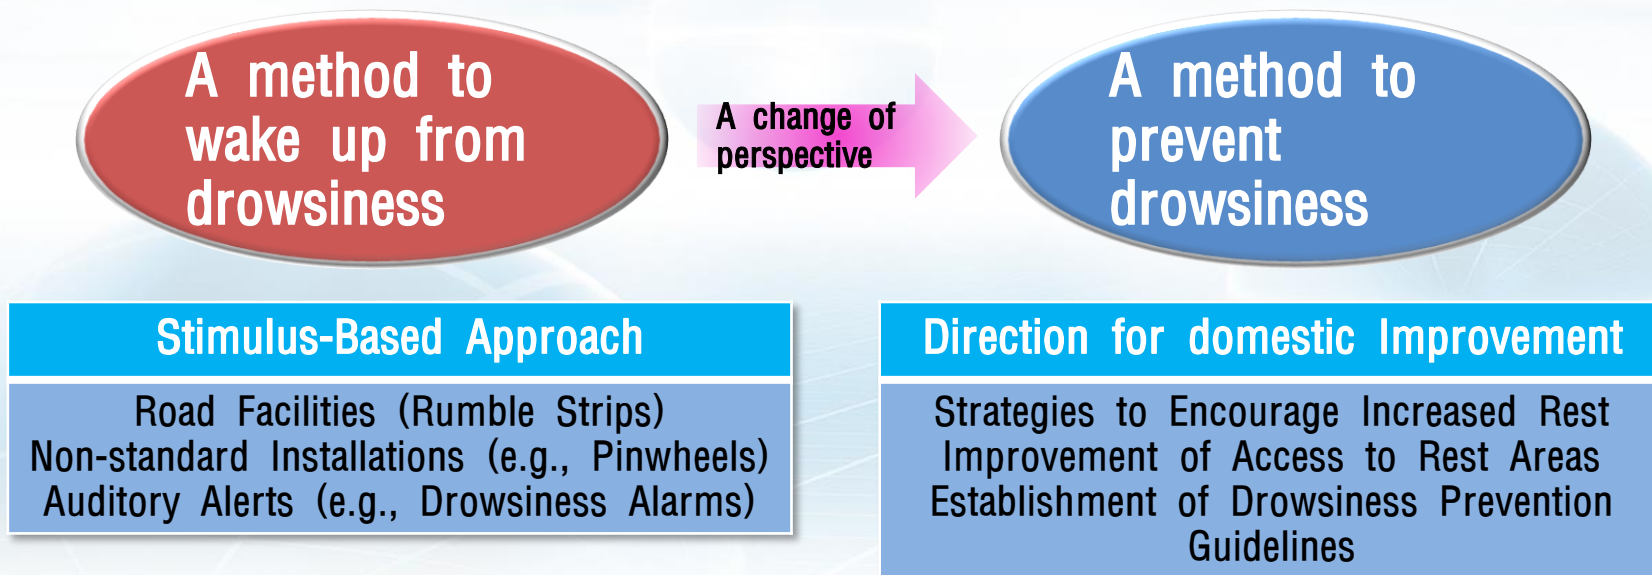 A method to
wake up from
drowsiness
A change of
perspective
A method to
prevent
drowsiness
Stimulus-Based Approach
Road Facilities (Rumble Strips)
Non-standard Installations (e.g., Pinwheels)
Auditory Alerts (e.g., Drowsiness Alarms)
Direction for domestic Improvement
Strategies to Encourage Increased Rest
Improvement of Access to Rest Areas
Establishment of Drowsiness Prevention
Guidelines